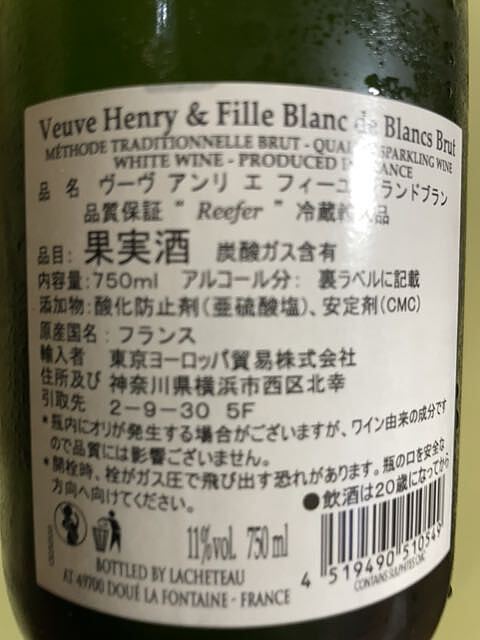 Veuve Henry & Fille Blanc de Blancs Brut
MÉTHODE TRADITIONNELLE BRUT - QUALITY SPARKLING WINE
WHITE WINE - PRODUCED IN FRANCE
品 名 ヴーヴ アンリ エ フィーユ ランドブラン
品質保証 " Reefer " 冷蔵 品
品目: 果実酒 炭酸ガス含有
内容量:750ml アルコール分: 裏ラベルに記載
添加物:酸化防止剤(亜硫酸塩)、安定剤(CMC)
原産国名:フランス
輸入者 東京ヨーロッパ貿易株式会社
住所及び 神奈川県横浜市西区北幸
引取先 2-9-30 5F
*瓶内にオリが発生する場合がございますが、ワイン由来の成分です
ので品質には影響ございません。
*開栓時、栓がガス圧で飛び出す恐れがあります。瓶の口を安全な
方向へ向けてください。
●飲酒は20歳になってから
11%vol. 750 ml
BOTTLED BY LACHETEAU
AT 49700 DOUÉ LA FONTAINE - FRANCE
4 519490 510549
CONTAINS SULPHITES